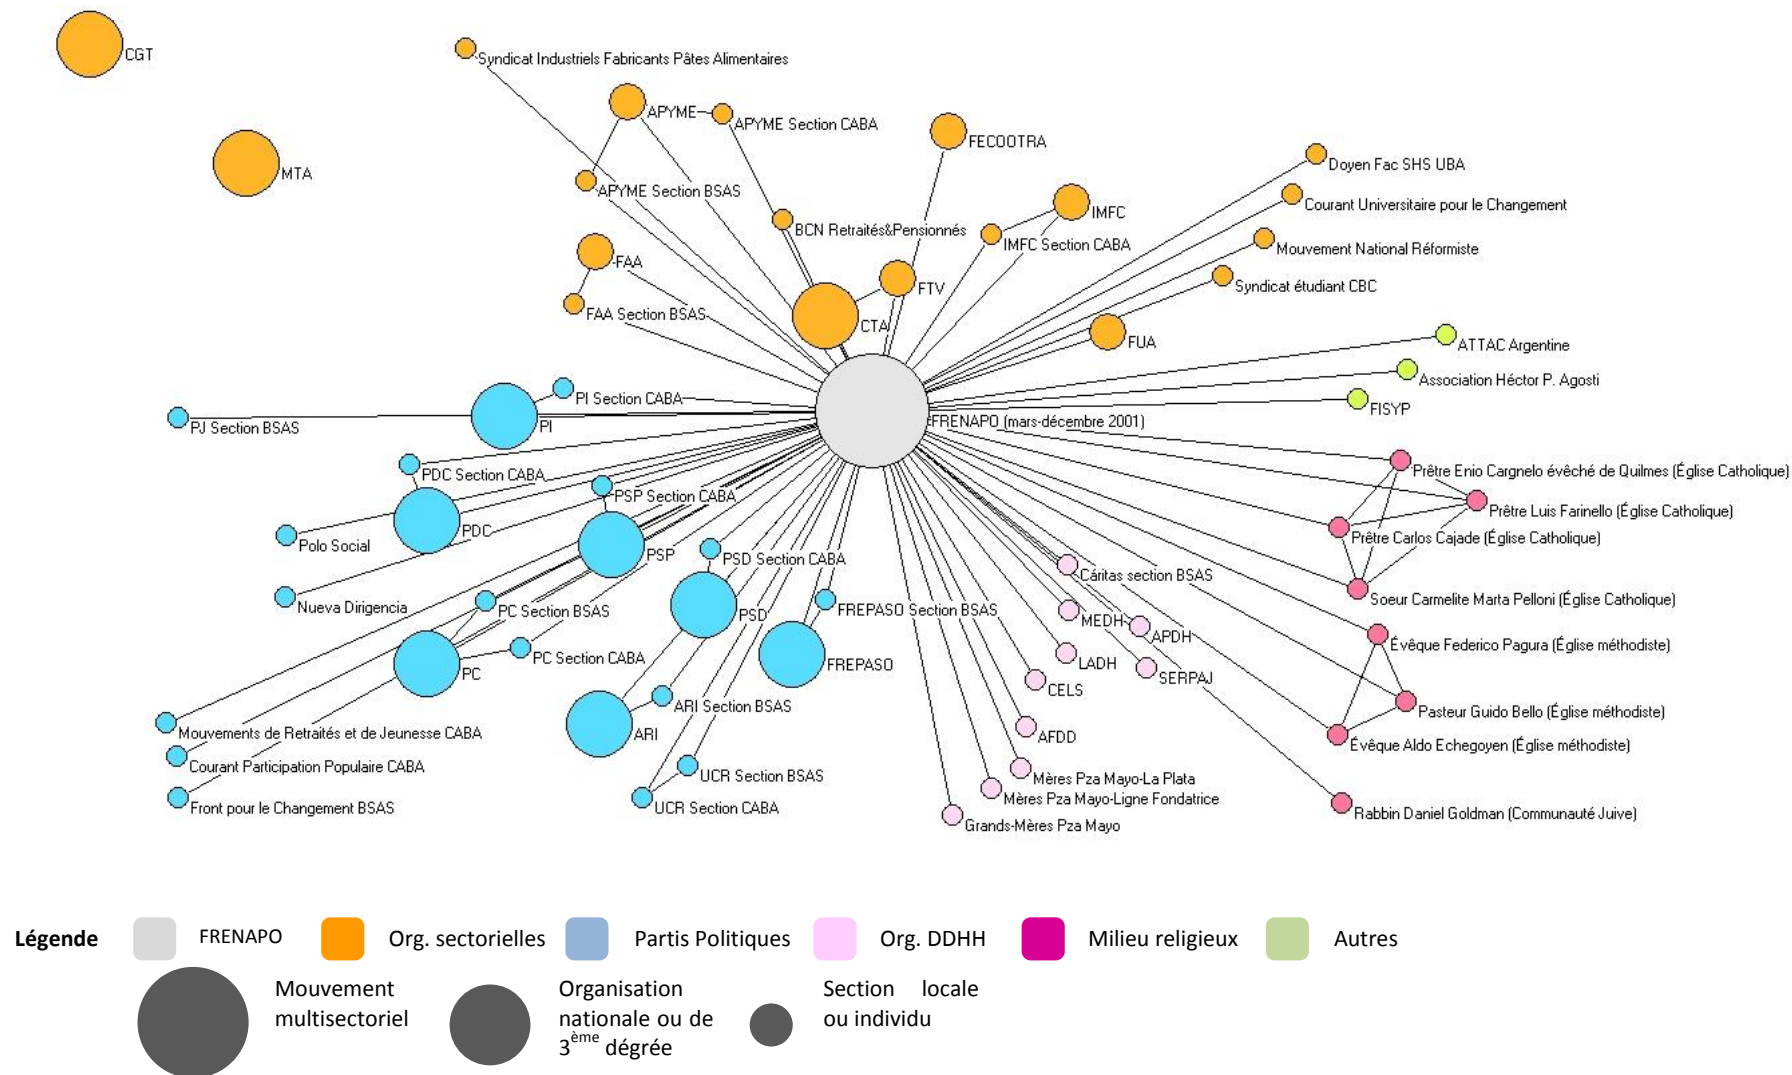 CGT
Syndicat Industriels Fabricants Pâtes Alimentaires
APYME
APYME Section CABA
FECOOTRA
MTA
Doyen Fac SHS UBA
APYME Section BSAS
Courant Universitaire pour le Changement
IMFC
BCN Retraités&Pensionnés
IMFC Section CABA
Mouvement National Réformiste
FAA
FTV
Syndicat étudiant CBC
FAA Section BSAS
CTA
FUA
ATTAC Argentine
Association Héctor P. Agosti
PI Section CABA
FISYP
PJ Section BSAS
PI
FRENAPO (mars-décembre 2001)
PDC Section CABA
Prêtre Enio Cargnelo évêché de Quilmes (Église Catholique)
PSP Section CABA
Prêtre Luis Farinello (Église Catholique)
PDC
Polo Social
Prêtre Carlos Cajade (Église Catholique)
PSP
PSD Section CABA
Cáritas section BSAS
Soeur Carmelite Marta Pelloni (Église Catholique)
Nueva Dirigencia
PC Section BSAS
PSD
FREPASO Section BSAS
MEDH
APDH
Évêque Federico Pagura (Église méthodiste)
PC Section CABA
FREPASO
LADH
PC
SERPAJ
CELS
ARI Section BSAS
Pasteur Guido Bello (Église méthodiste)
Mouvements de Retraités et de Jeunesse CABA
ARI
AFDD
Évêque Aldo Echegoyen (Église méthodiste)
Courant Participation Populaire CABA
UCR Section BSAS
Mères Pza Mayo-La Plata
Mères Pza Mayo-Ligne Fondatrice
Front pour le Changement BSAS
UCR Section CABA
Rabbin Daniel Goldman (Communauté Juive)
Grands-Mères Pza Mayo
Légende
FRENAPO
Org. sectorielles
Partis Politiques
Org. DDHH
Milieu religieux
Autres
Mouvement
multisectoriel
Organisation
nationale ou de
3ème dégrée
Section locale
ou individu